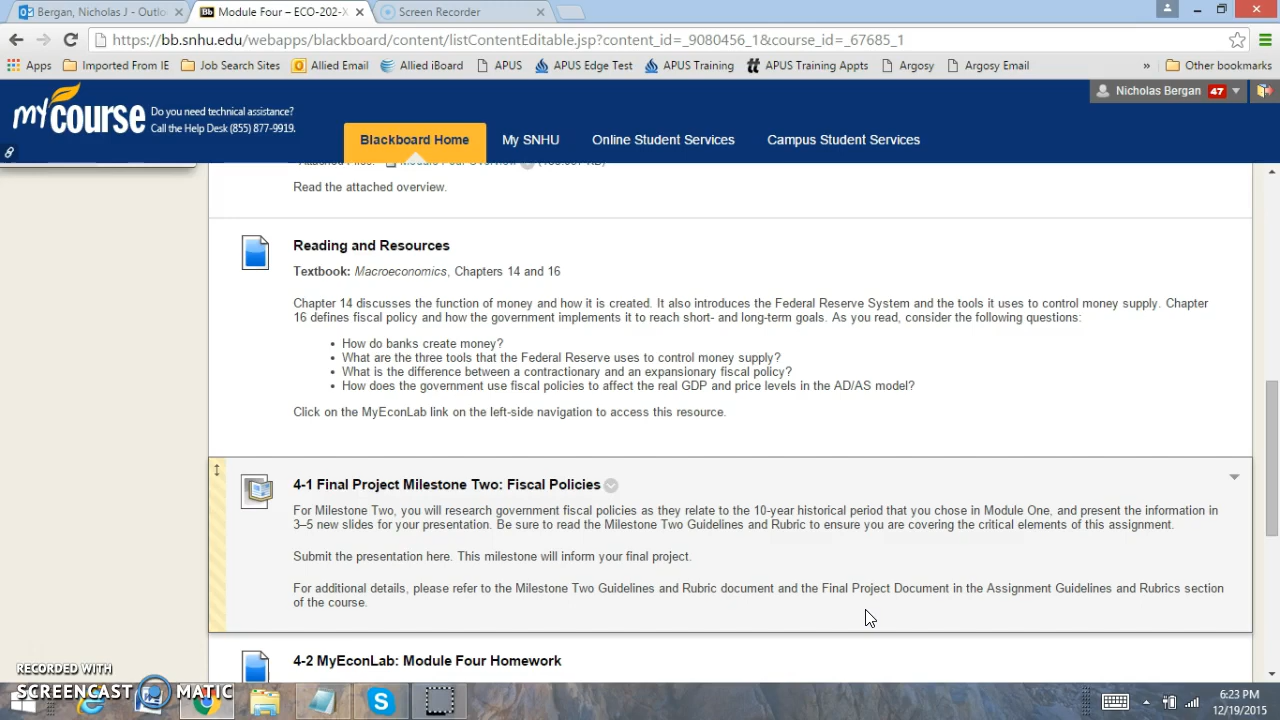 Bergan, Nicholas J - Outlo
Bb Module Four – ECO-202-X
Screen Recorder
https://bb.snhu.edu/webapps/blackboard/content/listContentEditable.jsp?content_id=_9080456_1&course_id=_67685_1
Apps Imported From IE Job Search Sites Allied Email Allied iBoard APUS APUS Edge Test APUS Training APUS Training Appts Argosy Argosy Email » Other bookmarks
Nicholas Bergan 47
mycourse
Do you need technical assistance?
Call the Help Desk (855) 877-9919.
Blackboard Home My SNHU Online Student Services Campus Student Services
Attached Files: Module Four Overview
Read the attached overview.
Reading and Resources
Textbook: Macroeconomics, Chapters 14 and 16
Chapter 14 discusses the function of money and how it is created. It also introduces the Federal Reserve System and the tools it uses to control money supply. Chapter
16 defines fiscal policy and how the government implements it to reach short- and long-term goals. As you read, consider the following questions:
• How do banks create money?
• What are the three tools that the Federal Reserve uses to control money supply?
• What is the difference between a contractionary and an expansionary fiscal policy?
• How does the government use fiscal policies to affect the real GDP and price levels in the AD/AS model?
Click on the MyEconLab link on the left-side navigation to access this resource.
4-1 Final Project Milestone Two: Fiscal Policies
For Milestone Two, you will research government fiscal policies as they relate to the 10-year historical period that you chose in Module One, and present the information in
3–5 new slides for your presentation. Be sure to read the Milestone Two Guidelines and Rubric to ensure you are covering the critical elements of this assignment.
Submit the presentation here. This milestone will inform your final project.
For additional details, please refer to the Milestone Two Guidelines and Rubric document and the Final Project Document in the Assignment Guidelines and Rubrics section
of the course.
4-2 MyEconLab: Module Four Homework
RECORDED WITH
SCREENCAST MATIC
6:23 PM
12/19/2015